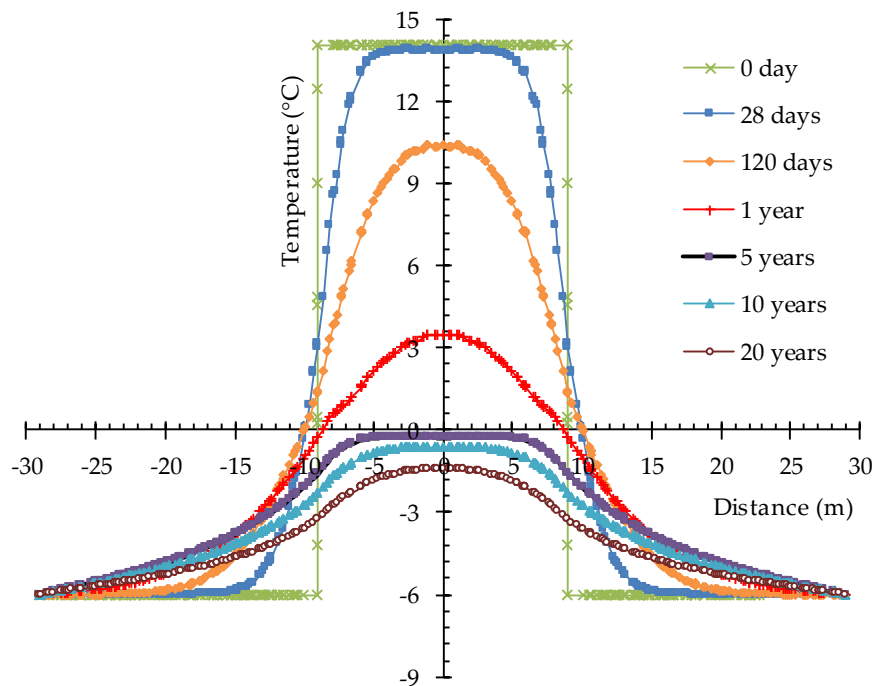 15
12
9
6
3
0
-3
-6
-9
Temperature (°C)
-29 -25 -20 -15 -10 -5 0 5 10 15 20 25 30
Distance (m)
0 day
28 days
120 days
1 year
5 years
10 years
20 years